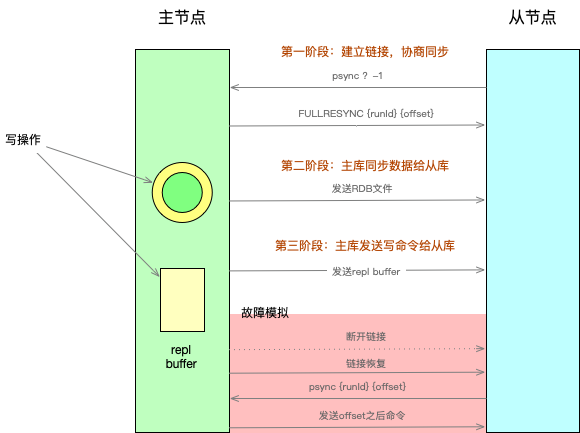 主节点
从节点
第一阶段：建立链接，协商同步
psync ? -1
FULLRESYNC {runId} {offset}
写操作
第二阶段：主库同步数据给从库
发送RDB文件
第三阶段：主库发送写命令给从库
发送repl buffer
故障模拟
断开链接
repl
buffer
链接恢复
psync {runId} {offset}
发送offset之后命令